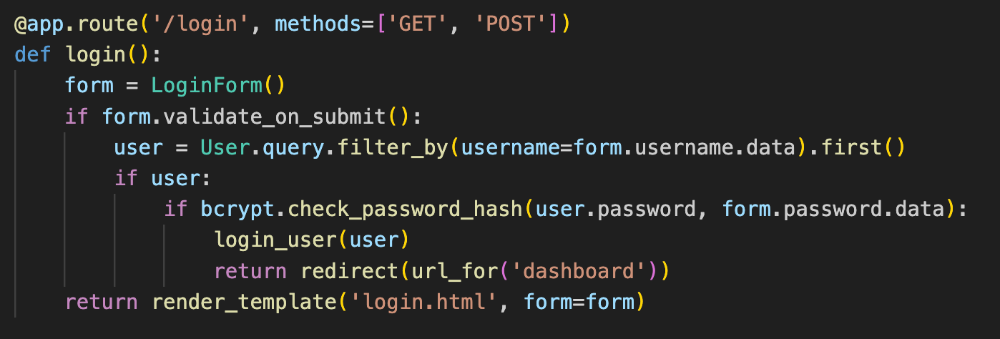 @app.route('/login', methods=['GET', 'POST'])
def login():
    form = LoginForm()
    if form.validate_on_submit():
        user = User.query.filter_by(username=form.username.data).first()
        if user:
            if bcrypt.check_password_hash(user.password, form.password.data):
                login_user(user)
                return redirect(url_for('dashboard'))
    return render_template('login.html', form=form)